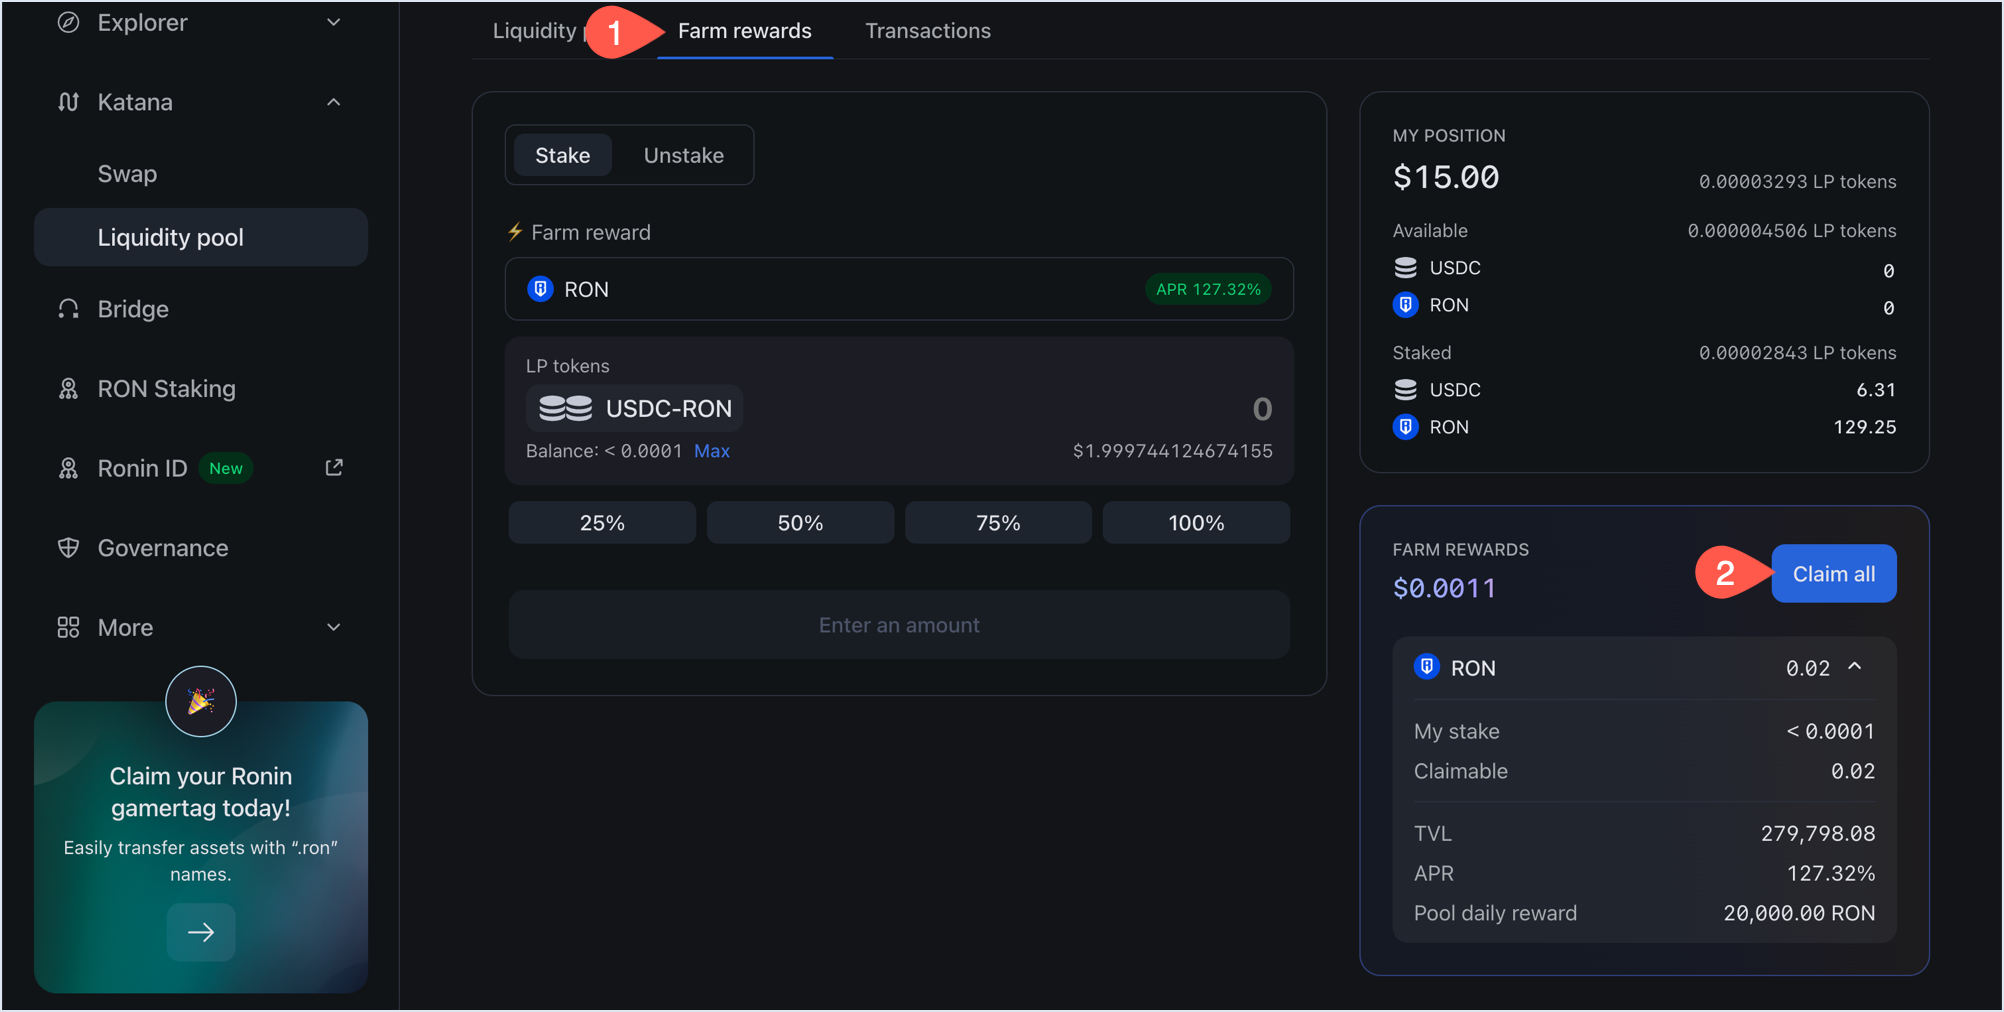 Explorer
Katana
Swap
Liquidity pool
Bridge
RON Staking
Ronin ID New
Governance
More
Claim your Ronin
gamertag today!
Easily transfer assets with “.ron”
names.
Liquidity
1
Farm rewards
Transactions
Stake
Unstake
Farm reward
RON
APR 127.32%
LP tokens
USDC-RON
0
Balance: < 0.0001 Max
$1.999744124674155
25%
50%
75%
100%
Enter an amount
MY POSITION
$15.00
0.00003293 LP tokens
Available
0.000004506 LP tokens
USDC
0
RON
0
Staked
0.00002843 LP tokens
USDC
6.31
RON
129.25
FARM REWARDS
$0.0011
2
Claim all
RON
0.02
My stake
< 0.0001
Claimable
0.02
TVL
279,798.08
APR
127.32%
Pool daily reward
20,000.00 RON